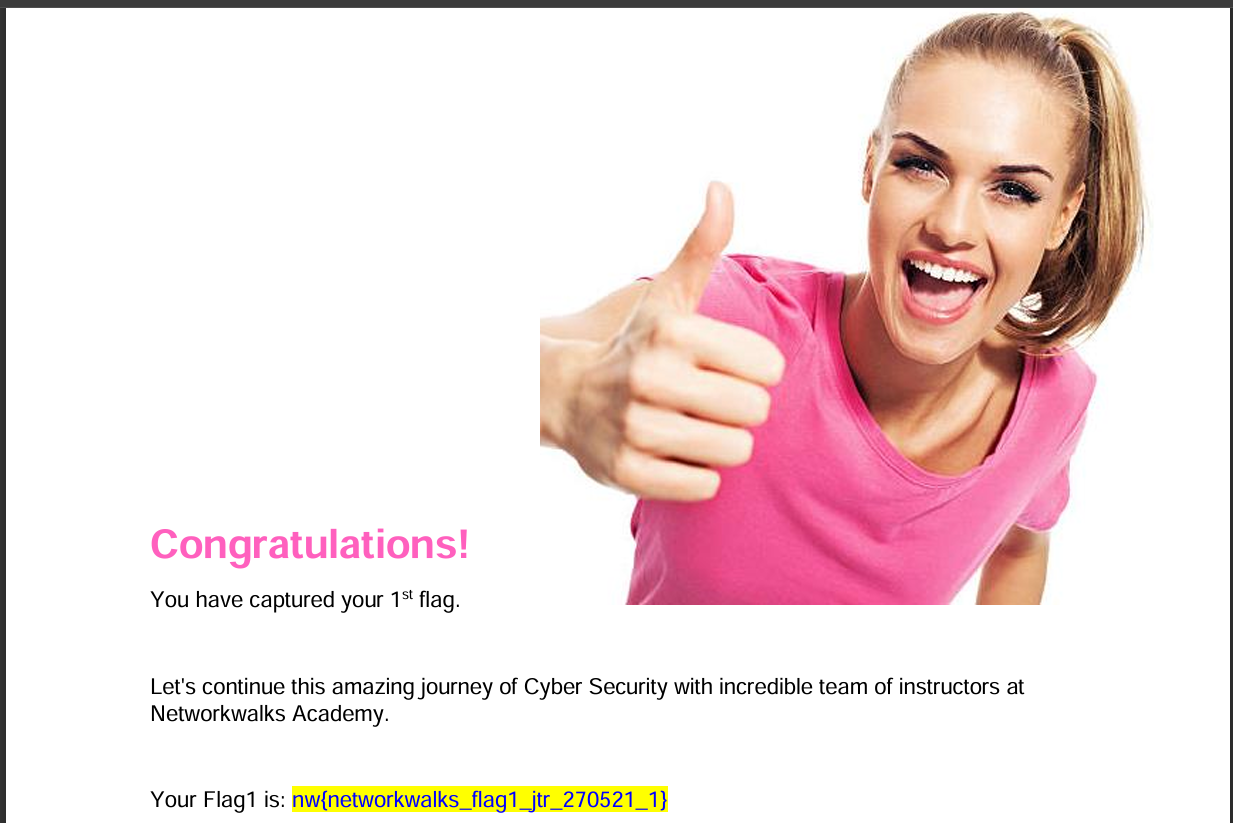 Congratulations!
You have captured your 1st flag.
Let's continue this amazing journey of Cyber Security with incredible team of instructors at
Networkwalks Academy.
Your Flag1 is: nw{networkwalks_flag1_jtr_270521_1}